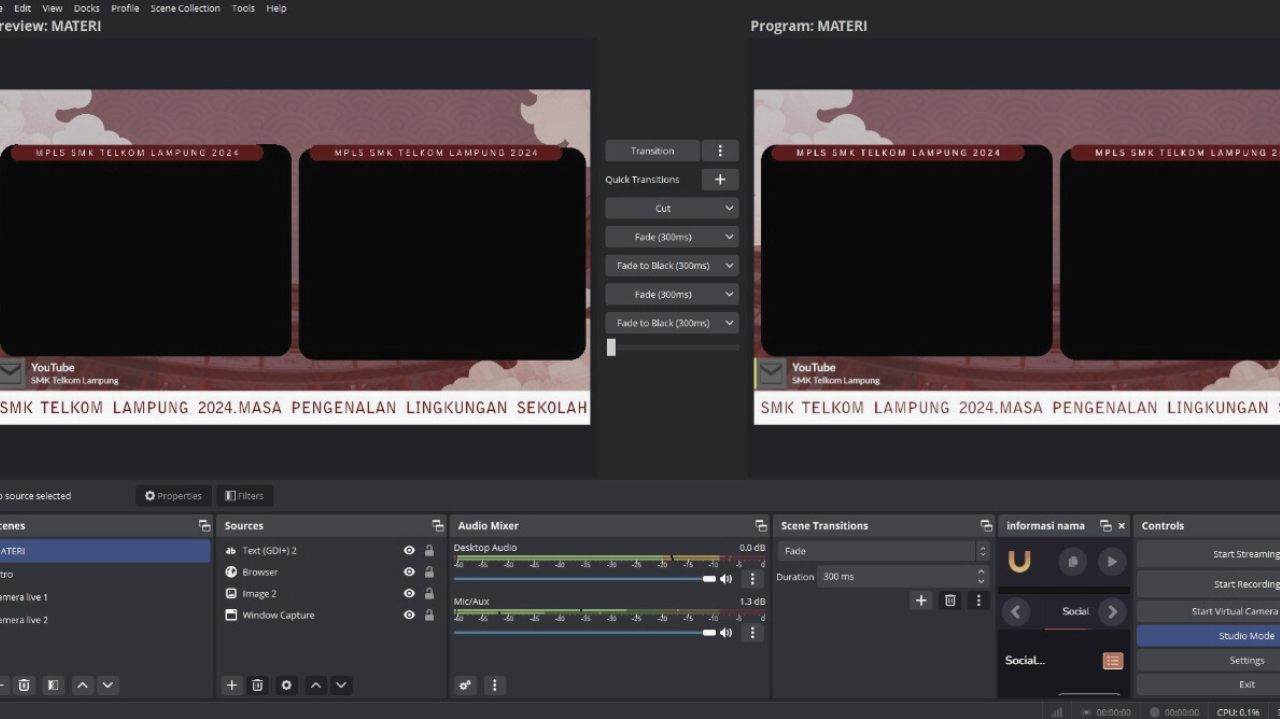 Edit View Docks Profile Scene Collection Tools Help
review: MATERI
Program: MATERI
MPLS SMK TELKOM LAMPUNG 2024
MPLS SMK TELKOM LAMPUNG 2024
YouTube
SMK Telkom Lampung
SMK TELKOM LAMPUNG 2024.MASA PENGENALAN LINGKUNGAN SEKOLAH
Transition
Quick Transitions
Cut
Fade (300ms)
Fade to Black (300ms)
Fade (300ms)
Fade to Black (300ms)
MPLS SMK TELKOM LAMPUNG 2024
MPLS SMK TELKOM LAMPUNG 2
YouTube
SMK Telkom Lampung
SMK TELKOM LAMPUNG 2024.MASA PENGENALAN LINGKUNGAN
o source selected
Properties
Filters
cenes
ATERI
tro
amera live 1
amera live 2
Sources
Text (GDI+) 2
Browser
Image 2
Window Capture
Audio Mixer
Desktop Audio 0.0 dB
-60 -55 -50 -45 -40 -35 -30 -25 -20 -15 -10 -5 0
Mic/Aux 1.3 dB
-60 -55 -50 -45 -40 -35 -30 -25 -20 -15 -10 -5 0
Scene Transitions
Fade
Duration 300 ms
informasi nama
Social
Social...
Controls
Start Streaming
Start Recording
Start Virtual Camera
Studio Mode
Settings
Exit
00:00:00 00:00:00 CPU: 0.1%